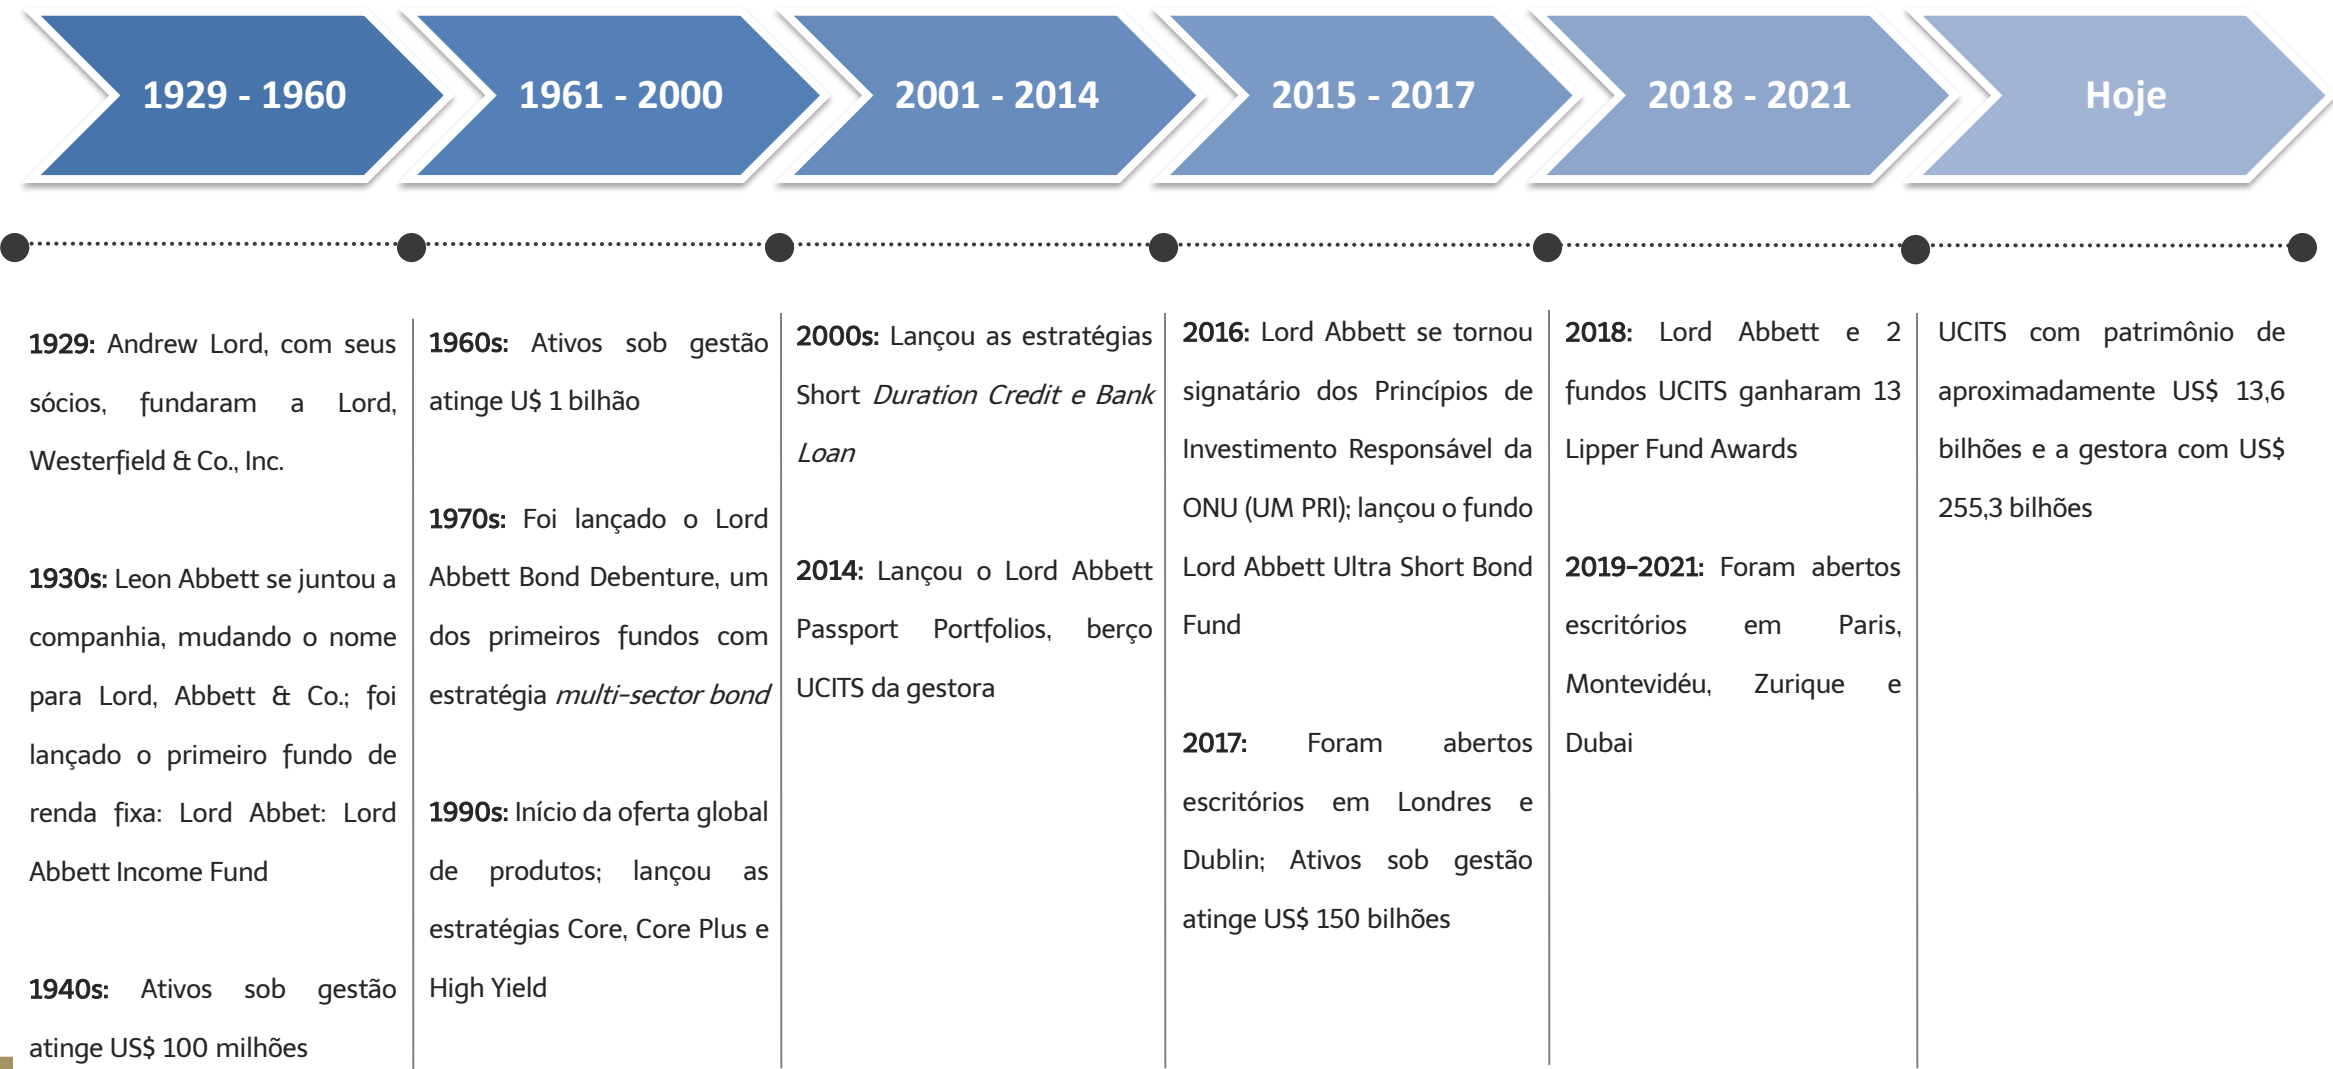 1929 - 1960
1961 - 2000
2001 - 2014
2015 - 2017
2018 - 2021
Hoje
1929: Andrew Lord, com seus
sócios, fundaram a Lord,
Westerfield & Co., Inc.
1930s: Leon Abbett se juntou a
companhia, mudando o nome
para Lord, Abbett & Co.; foi
lançado o primeiro fundo de
renda fixa: Lord Abbet: Lord
Abbett Income Fund
1940s: Ativos sob gestão
atinge US$ 100 milhões
1960s: Ativos sob gestão
atinge U$ 1 bilhão
1970s: Foi lançado o Lord
Abbett Bond Debenture, um
dos primeiros fundos com
estratégia multi-sector bond
1990s: Início da oferta global
de produtos; lançou as
estratégias Core, Core Plus e
High Yield
2000s: Lançou as estratégias
Short Duration Credit e Bank
Loan
2014: Lançou o Lord Abbett
Passport Portfolios, berço
UCITS da gestora
2016: Lord Abbett se tornou
signatário dos Princípios de
Investimento Responsável da
ONU (UM PRI); lançou o fundo
Lord Abbett Ultra Short Bond
Fund
2017: Foram abertos
escritórios em Londres e
Dublin; Ativos sob gestão
atinge US$ 150 bilhões
2018: Lord Abbett e 2
fundos UCITS ganharam 13
Lipper Fund Awards
2019-2021: Foram abertos
escritórios em Paris,
Montevidéu, Zurique e
Dubai
UCITS com patrimônio de
aproximadamente US$ 13,6
bilhões e a gestora com US$
255,3 bilhões